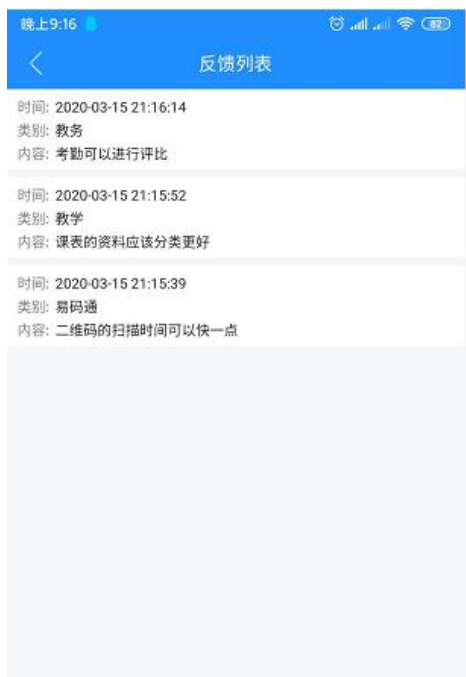 晚上9:16
82
反馈列表
时间: 2020-03-15 21:16:14
类别: 教务
内容: 考勤可以进行评比
时间: 2020-03-15 21:15:52
类别: 教学
内容: 课表的资料应该分类更好
时间: 2020-03-15 21:15:39
类别: 易码通
内容: 二维码的扫描时间可以快一点